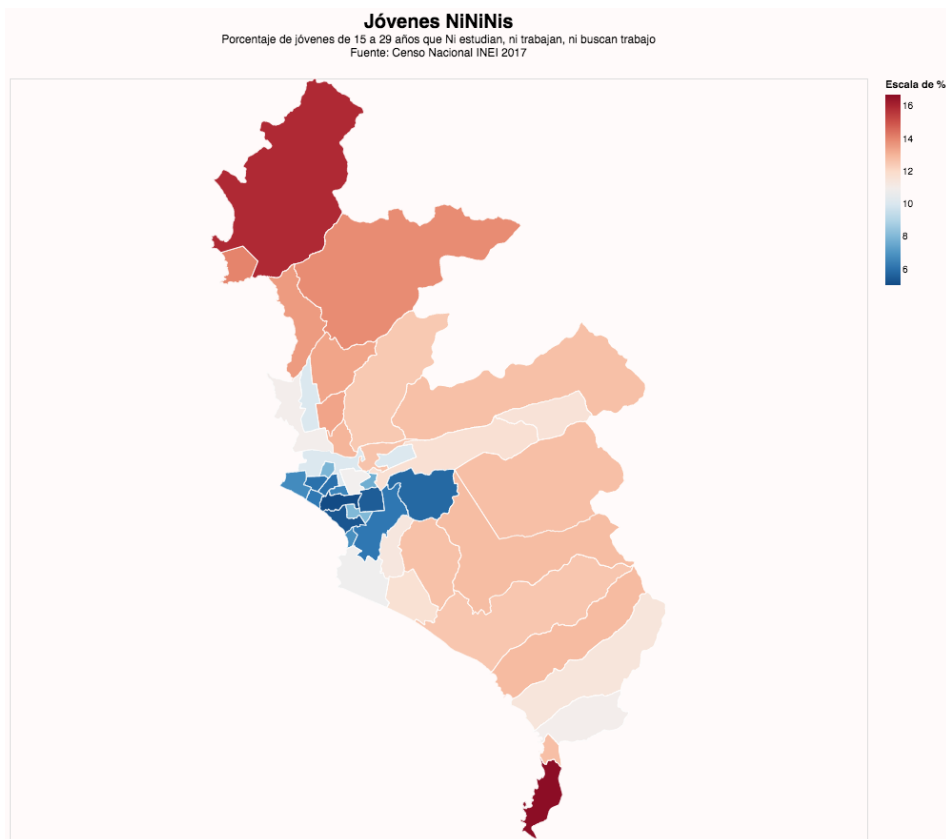 Jóvenes NiNiNis
Porcentaje de jóvenes de 15 a 29 años que Ni estudian, ni trabajan, ni buscan trabajo
Fuente: Censo Nacional INEI 2017
Escala de %
16
14
12
10
8
6